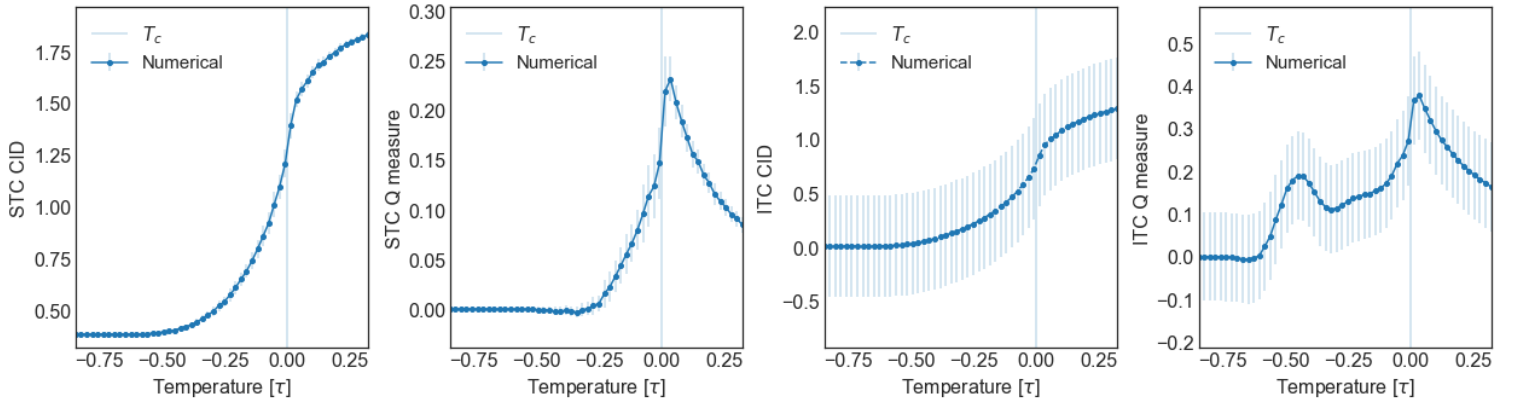 STC CID
1.75
1.50
1.25
1.00
0.75
0.50
T_c
Numerical
−0.75 −0.50 −0.25 0.00 0.25
Temperature [τ]
STC Q measure
0.30
0.25
0.20
0.15
0.10
0.05
0.00
T_c
Numerical
−0.75 −0.50 −0.25 0.00 0.25
Temperature [τ]
ITC CID
2.0
1.5
1.0
0.5
0.0
−0.5
T_c
Numerical
−0.75 −0.50 −0.25 0.00 0.25
Temperature [τ]
ITC Q measure
0.5
0.4
0.3
0.2
0.1
0.0
−0.1
−0.2
T_c
Numerical
−0.75 −0.50 −0.25 0.00 0.25
Temperature [τ]